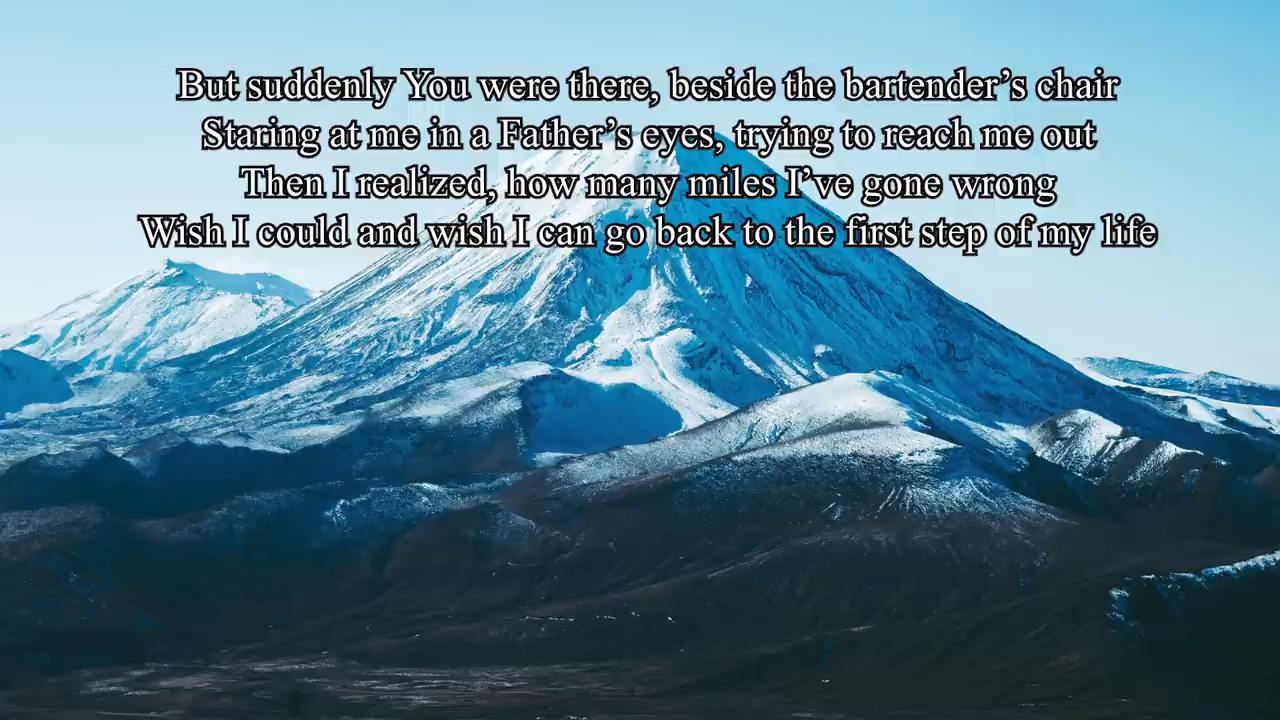 But suddenly You were there, beside the bartender’s chair
Staring at me in a Father’s eyes, trying to reach me out
Then I realized, how many miles I’ve gone wrong
Wish I could and wish I can go back to the first step of my life